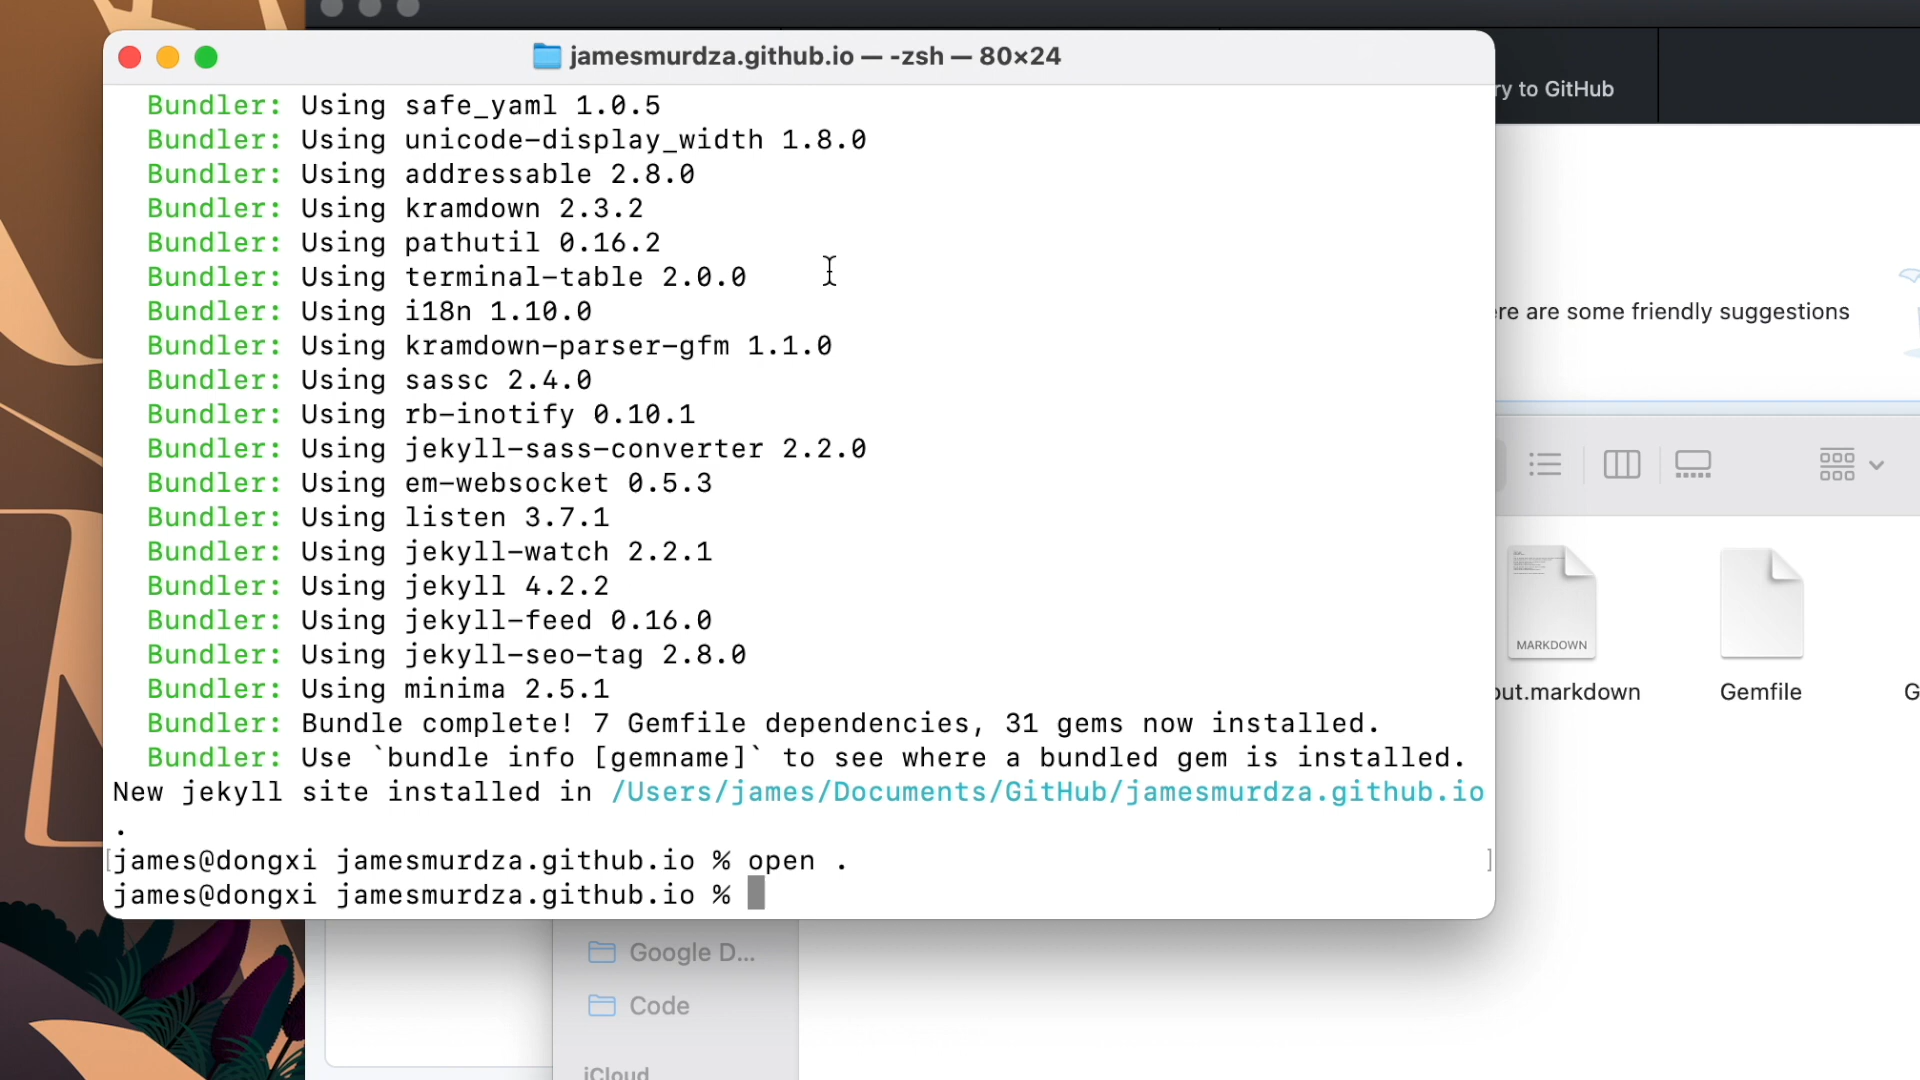 jamesmurdza.github.io — -zsh — 80×24
ry to GitHub
Bundler: Using safe_yaml 1.0.5
Bundler: Using unicode-display_width 1.8.0
Bundler: Using addressable 2.8.0
Bundler: Using kramdown 2.3.2
Bundler: Using pathutil 0.16.2
Bundler: Using terminal-table 2.0.0
Bundler: Using i18n 1.10.0
Bundler: Using kramdown-parser-gfm 1.1.0
Bundler: Using sassc 2.4.0
Bundler: Using rb-inotify 0.10.1
Bundler: Using jekyll-sass-converter 2.2.0
Bundler: Using em-websocket 0.5.3
Bundler: Using listen 3.7.1
Bundler: Using jekyll-watch 2.2.1
Bundler: Using jekyll 4.2.2
Bundler: Using jekyll-feed 0.16.0
Bundler: Using jekyll-seo-tag 2.8.0
Bundler: Using minima 2.5.1
Bundler: Bundle complete! 7 Gemfile dependencies, 31 gems now installed.
Bundler: Use `bundle info [gemname]` to see where a bundled gem is installed.
New jekyll site installed in /Users/james/Documents/GitHub/jamesmurdza.github.io
.
[james@dongxi jamesmurdza.github.io % open . ]
james@dongxi jamesmurdza.github.io %
ere are some friendly suggestions
MARKDOWN
out.markdown
Gemfile
G
Google D...
Code
iCloud